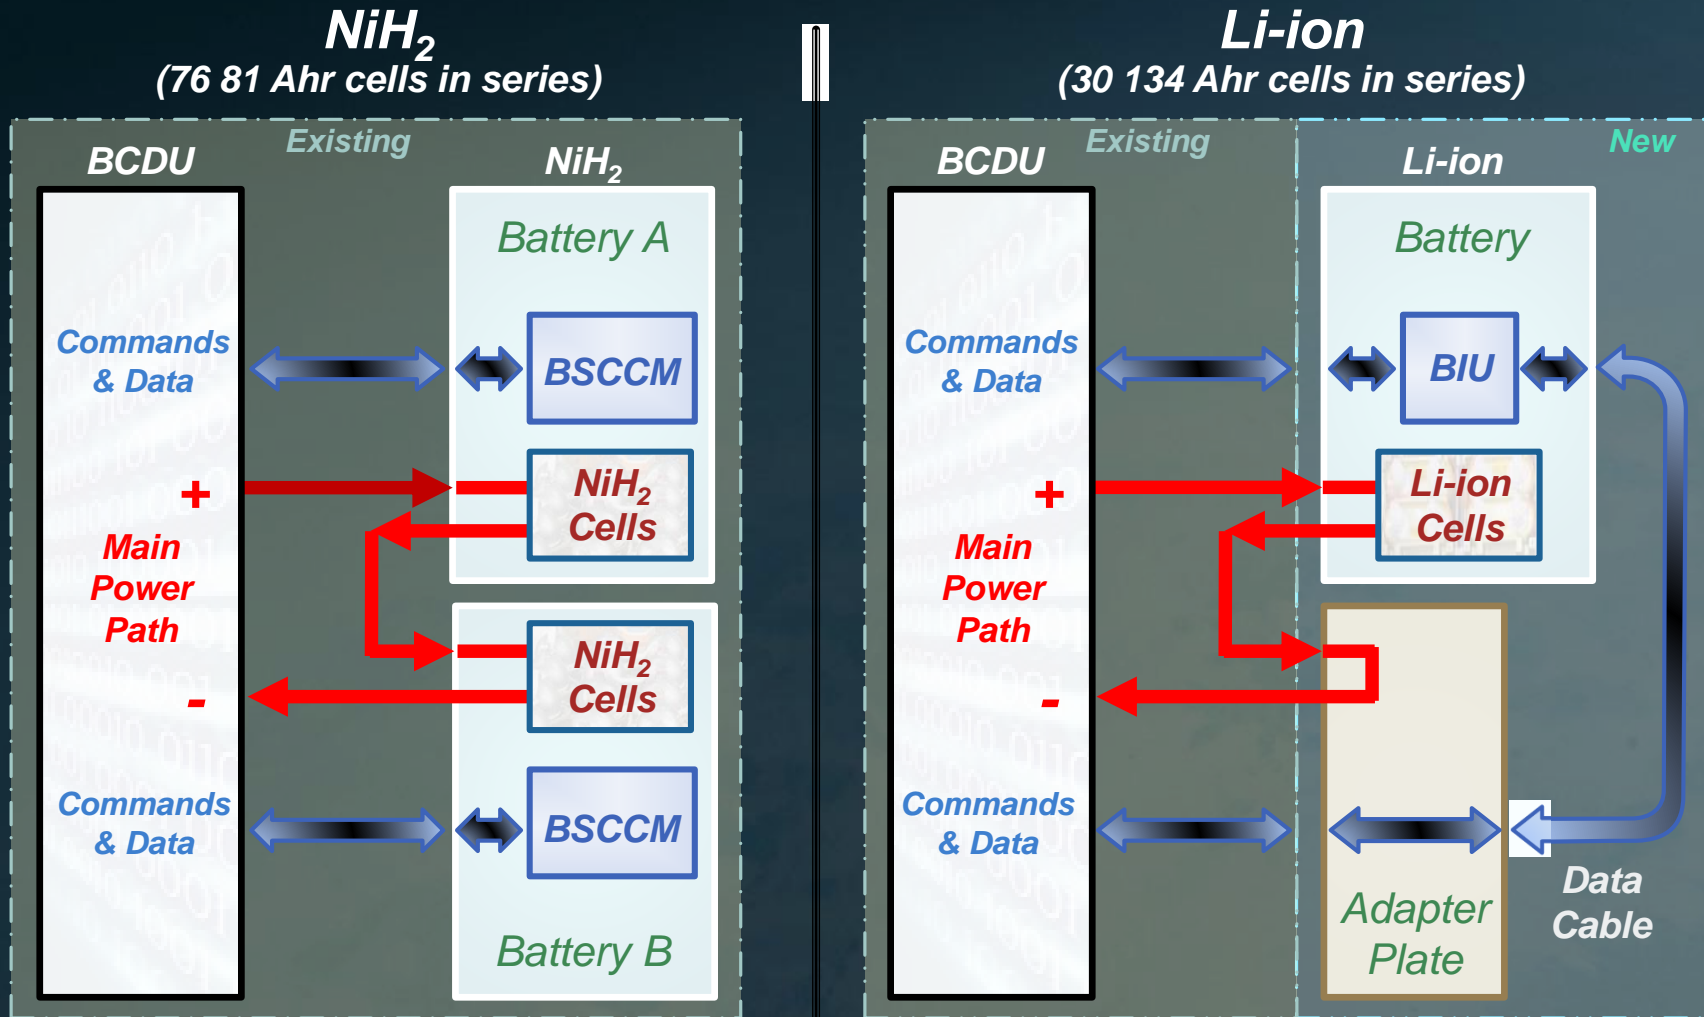 NiH2
(76 81 Ahr cells in series)
Existing
BCDU
NiH2
Battery A
Commands
& Data
BSCCM
+
Main
Power
Path
-
NiH2
Cells
NiH2
Cells
Commands
& Data
BSCCM
Battery B
Li-ion
(30 134 Ahr cells in series)
Existing
New
BCDU
Li-ion
Battery
Commands
& Data
BIU
+
Main
Power
Path
-
Li-ion
Cells
Commands
& Data
Adapter
Plate
Data
Cable